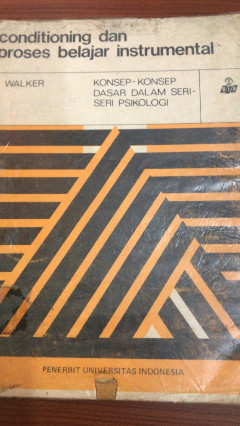 conditioning dan
proses belajar instrumental
WALKER
KONSEP-KONSEP
DASAR DALAM SERI-
SERI PSIKOLOGI
PENERBIT UNIVERSITAS INDONESIA